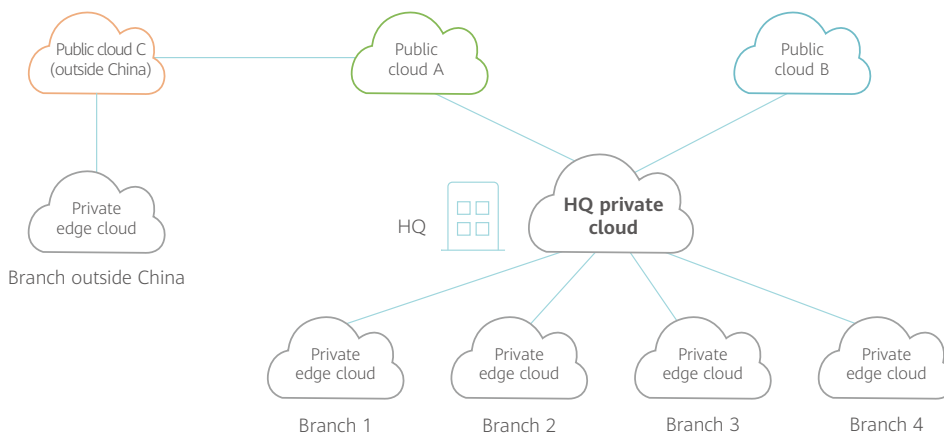 Public cloud C
(outside China)
Public
cloud A
Public
cloud B
Private
edge cloud
Branch outside China
HQ
HQ private
cloud
Private
edge cloud
Branch 1
Private
edge cloud
Branch 2
Private
edge cloud
Branch 3
Private
edge cloud
Branch 4